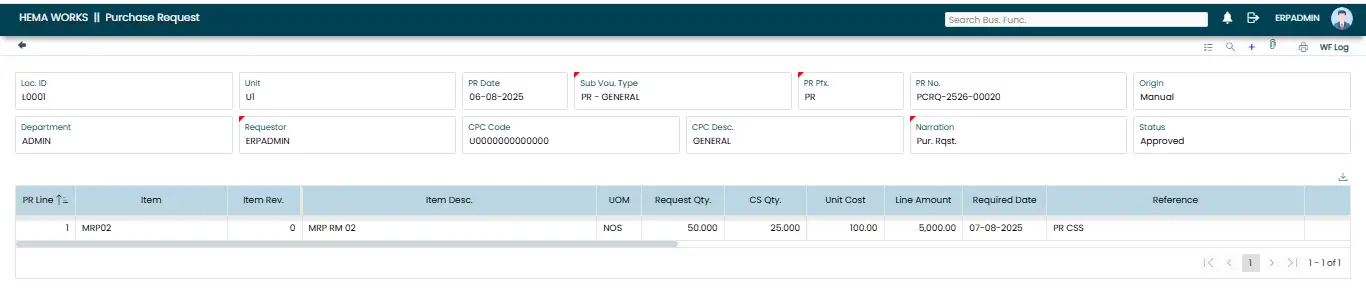 HEMA WORKS || Purchase Request
Search Bus. Func.
ERPADMIN
WF Log
Loc. ID
L0001
Unit
U1
PR Date
06-08-2025
Sub Vou. Type
PR - GENERAL
PR Pfx.
PR
PR No.
PCRQ-2526-00020
Origin
Manual
Department
ADMIN
Requestor
ERPADMIN
CPC Code
U0000000000000
CPC Desc.
GENERAL
Narration
Pur. Rqst.
Status
Approved
PR Line Item Item Rev. Item Desc. UOM Request Qty. CS Qty. Unit Cost Line Amount Required Date Reference
1 MRP02 0 MRP RM 02 NOS 50.000 25.000 100.00 5,000.00 07-08-2025 PR CSS
1 1 - 1 of 1